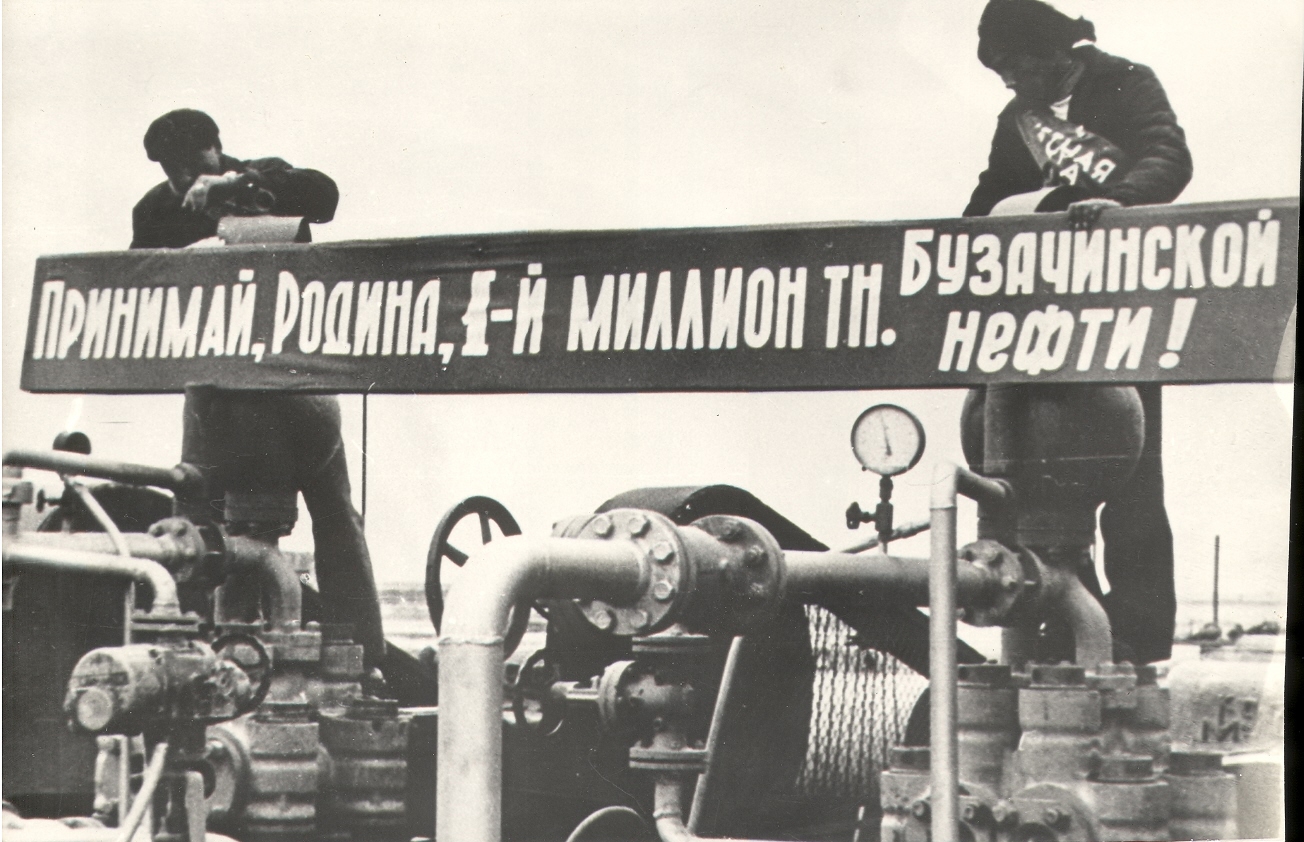 Принимай, Родина, I-й миллион тн. Бузачинской
нефти!